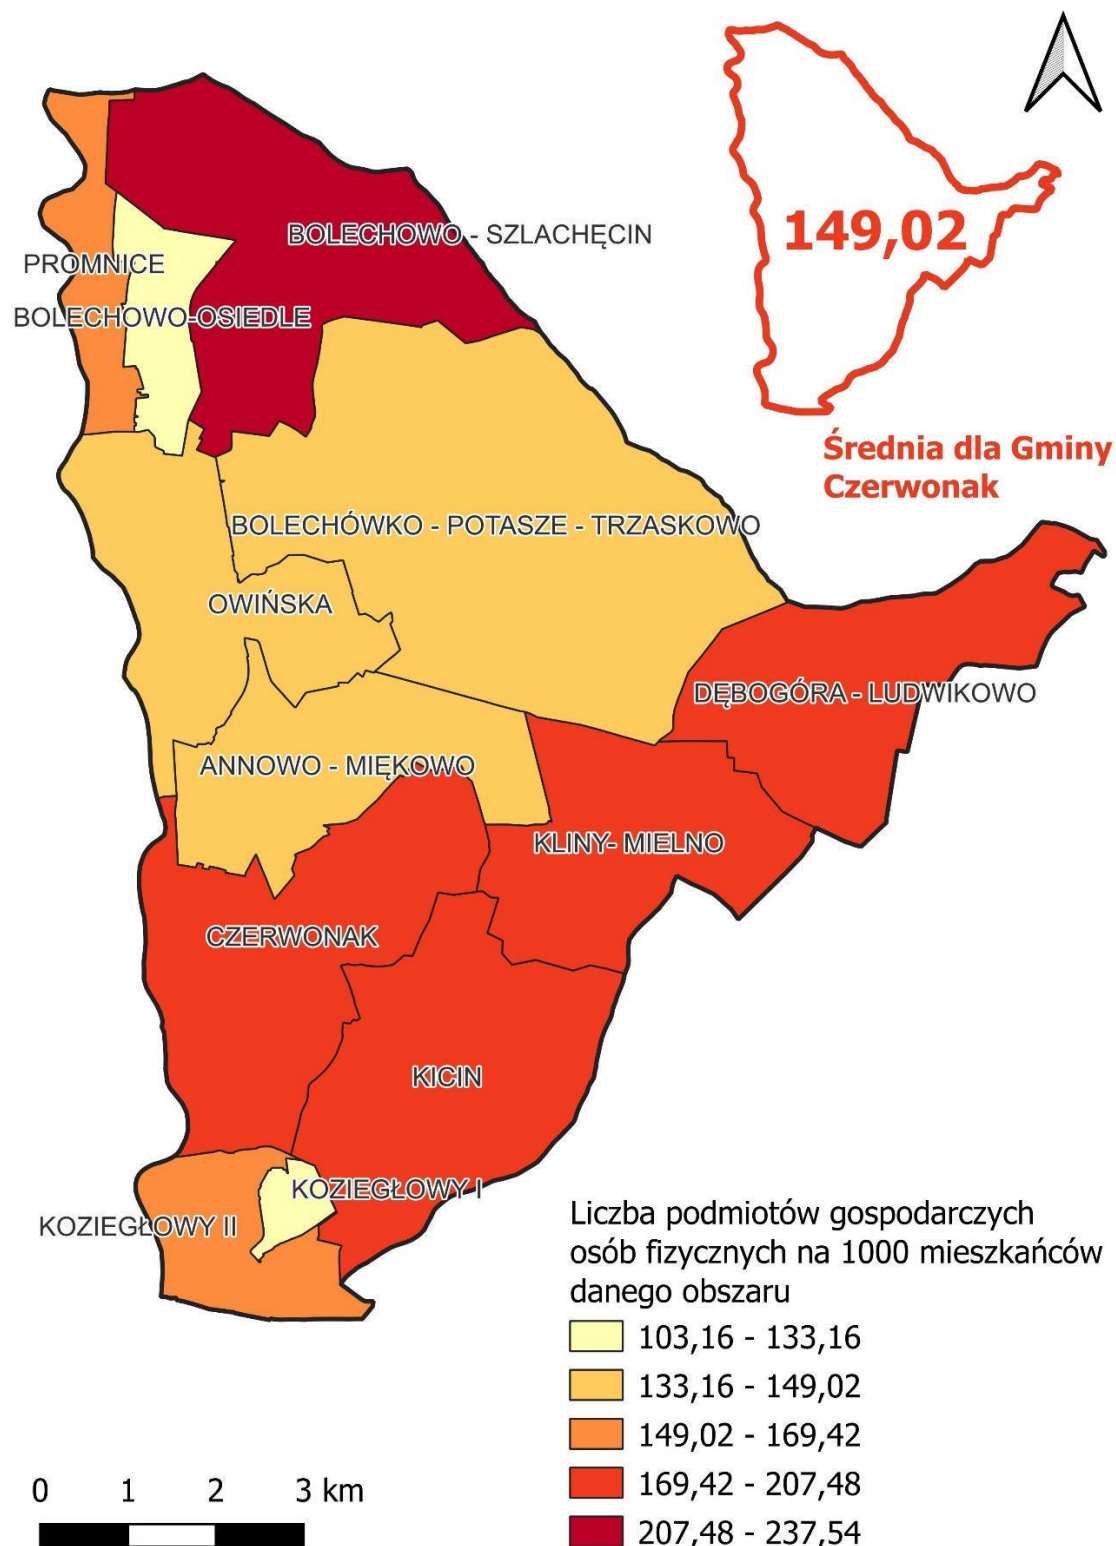 BOLECHOWO - SZLACHĘCIN
149,02
PROMNICE
BOLECHOWO-OSIEDLE
Średnia dla Gminy
Czerwonak
BOLECHÓWKO - POTASZE - TRZASKOWO
OWIŃSKA
DĘBOGÓRA - LUDWIKOWO
ANNOWO - MIĘKOWO
KLINY- MIELNO
CZERWONAK
KICIN
KOZIEGŁOWY I
KOZIEGŁOWY II
Liczba podmiotów gospodarczych
osób fizycznych na 1000 mieszkańców
danego obszaru
103,16 - 133,16
133,16 - 149,02
149,02 - 169,42
169,42 - 207,48
207,48 - 237,54
0 1 2 3 km